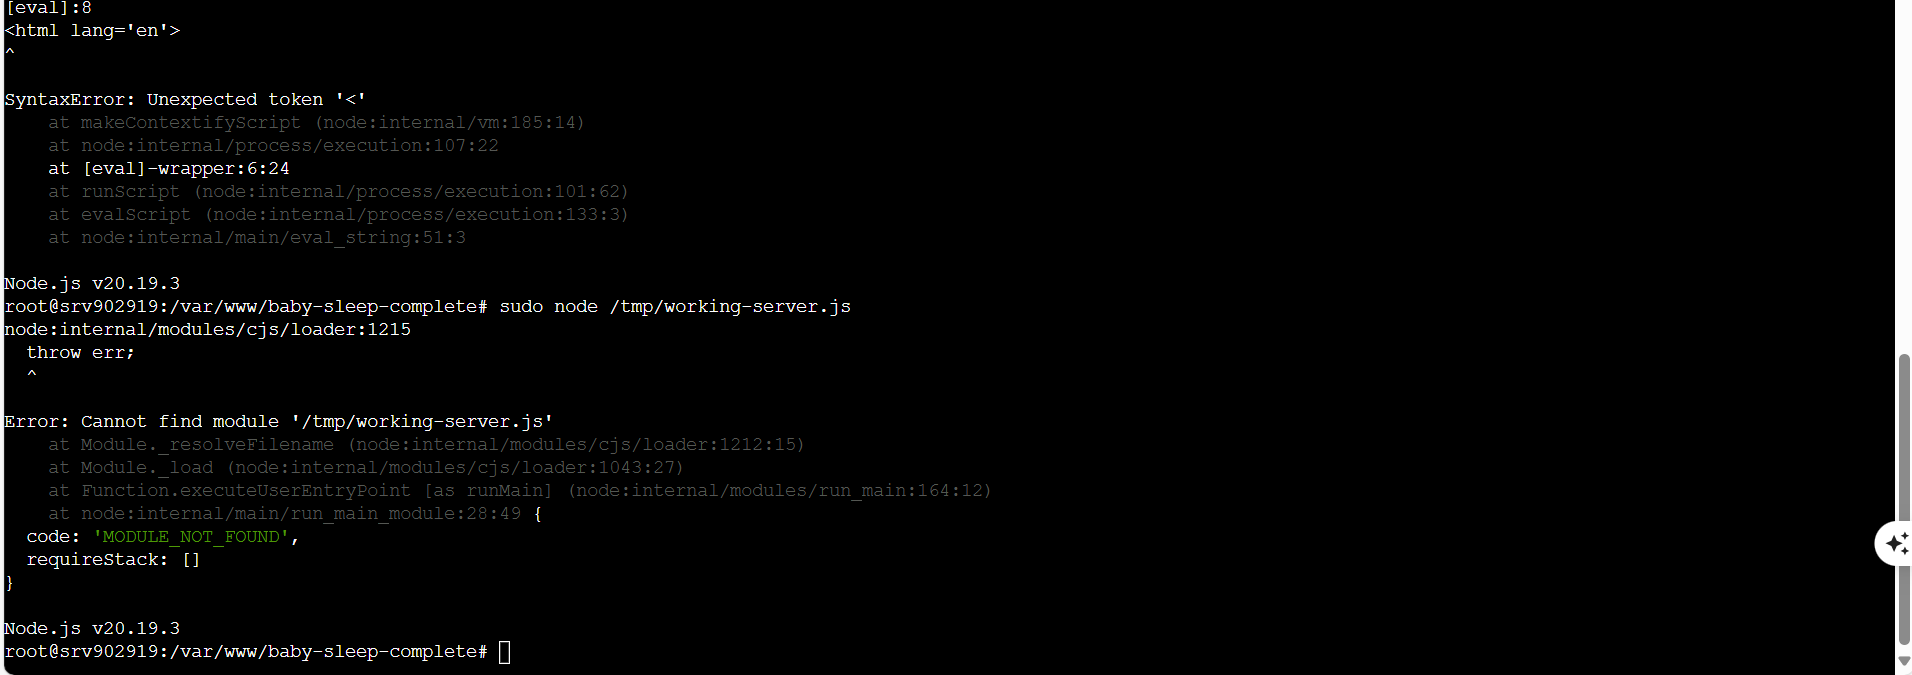 [eval]:8
<html lang='en'>
^
SyntaxError: Unexpected token '<'
    at makeContextifyScript (node:internal/vm:185:14)
    at node:internal/process/execution:107:22
    at [eval]-wrapper:6:24
    at runScript (node:internal/process/execution:101:62)
    at evalScript (node:internal/process/execution:133:3)
    at node:internal/main/eval_string:51:3
Node.js v20.19.3
root@srv902919:/var/www/baby-sleep-complete# sudo node /tmp/working-server.js
node:internal/modules/cjs/loader:1215
  throw err;
  ^
Error: Cannot find module '/tmp/working-server.js'
    at Module._resolveFilename (node:internal/modules/cjs/loader:1212:15)
    at Module._load (node:internal/modules/cjs/loader:1043:27)
    at Function.executeUserEntryPoint [as runMain] (node:internal/modules/run_main:164:12)
    at node:internal/main/run_main_module:28:49 {
  code: 'MODULE_NOT_FOUND',
  requireStack: []
}
Node.js v20.19.3
root@srv902919:/var/www/baby-sleep-complete#